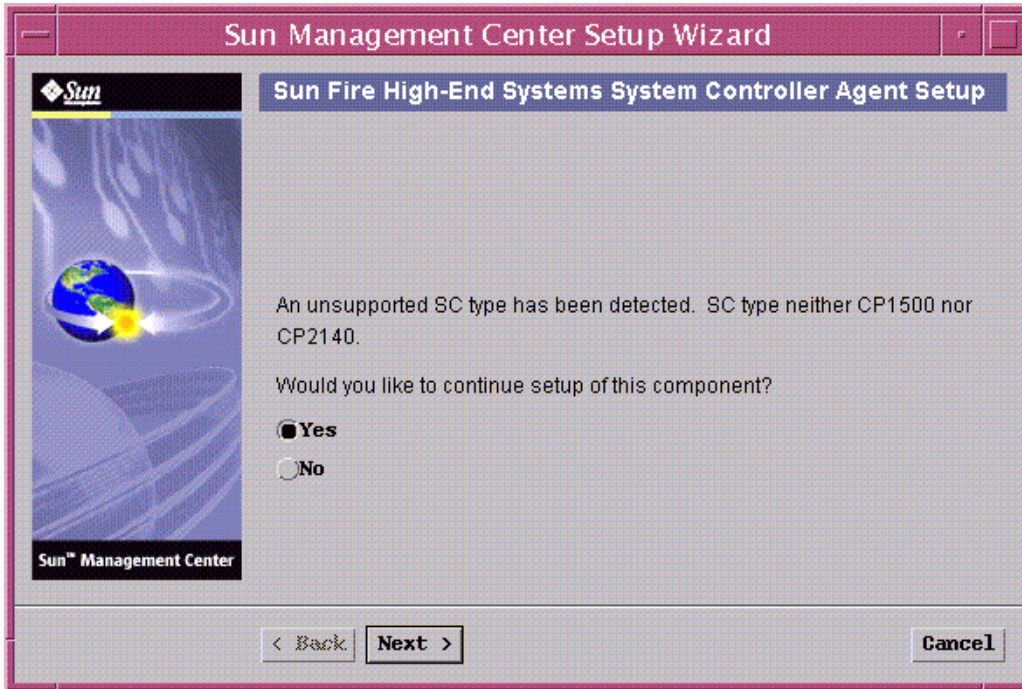 Sun Management Center Setup Wizard
Sun
Sun Fire High-End Systems System Controller Agent Setup
An unsupported SC type has been detected. SC type neither CP1500 nor
CP2140.
Would you like to continue setup of this component?
Yes
No
Sun™ Management Center
< Back
Next >
Cancel